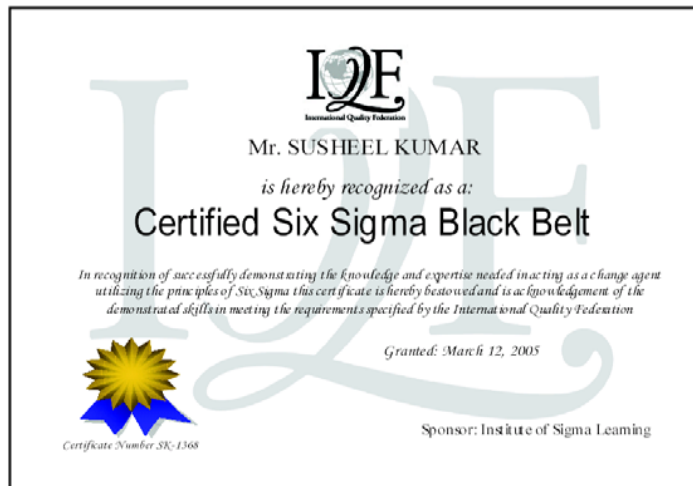 IQF
International Quality Federation
Mr. SUSHEEL KUMAR
is hereby recognized as a:
Certified Six Sigma Black Belt
In recognition of successfully demonstrating the knowledge and expertise needed in acting as a change agent
utilizing the principles of Six Sigma this certificate is hereby bestowed and is acknowledgement of the
demonstrated skills in meeting the requirements specified by the International Quality Federation
Granted: March 12, 2005
Certificate Number SK-1368
Sponsor: Institute of Sigma Learning